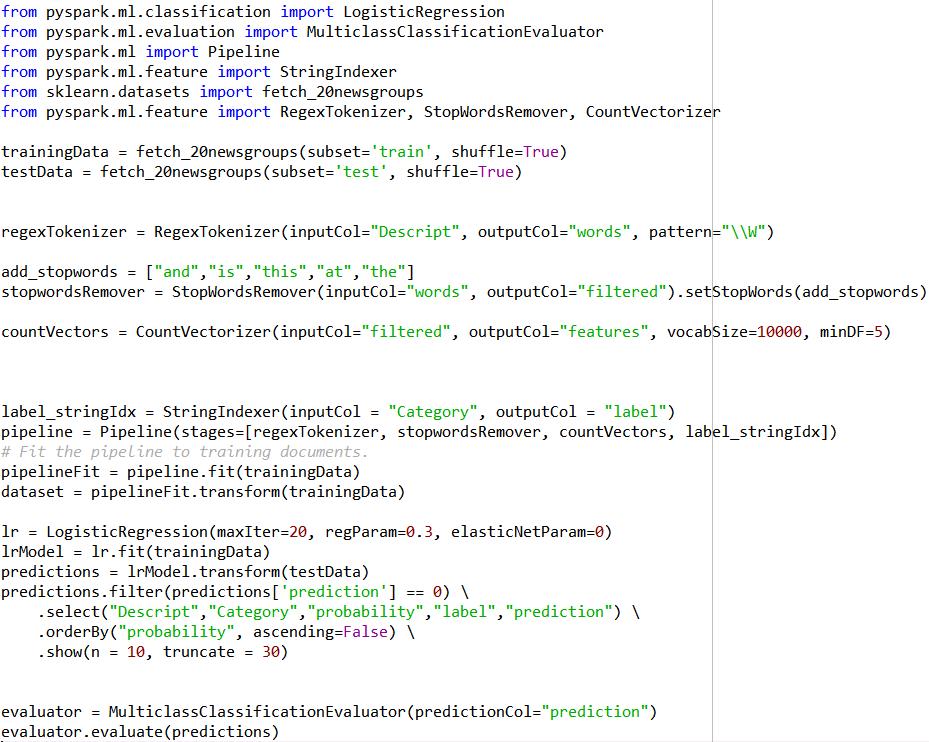 from pyspark.ml.classification import LogisticRegression
from pyspark.ml.evaluation import MulticlassClassificationEvaluator
from pyspark.ml import Pipeline
from pyspark.ml.feature import StringIndexer
from sklearn.datasets import fetch_20newsgroups
from pyspark.ml.feature import RegexTokenizer, StopWordsRemover, CountVectorizer
trainingData = fetch_20newsgroups(subset='train', shuffle=True)
testData = fetch_20newsgroups(subset='test', shuffle=True)
regexTokenizer = RegexTokenizer(inputCol="Descript", outputCol="words", pattern="\\W")
add_stopwords = ["and","is","this","at","the"]
stopwordsRemover = StopWordsRemover(inputCol="words", outputCol="filtered").setStopWords(add_stopwords)
countVectors = CountVectorizer(inputCol="filtered", outputCol="features", vocabSize=10000, minDF=5)
label_stringIdx = StringIndexer(inputCol = "Category", outputCol = "label")
pipeline = Pipeline(stages=[regexTokenizer, stopwordsRemover, countVectors, label_stringIdx])
# Fit the pipeline to training documents.
pipelineFit = pipeline.fit(trainingData)
dataset = pipelineFit.transform(trainingData)
lr = LogisticRegression(maxIter=20, regParam=0.3, elasticNetParam=0)
lrModel = lr.fit(trainingData)
predictions = lrModel.transform(testData)
predictions.filter(predictions['prediction'] == 0) \
    .select("Descript","Category","probability","label","prediction") \
    .orderBy("probability", ascending=False) \
    .show(n = 10, truncate = 30)
evaluator = MulticlassClassificationEvaluator(predictionCol="prediction")
evaluator.evaluate(predictions)